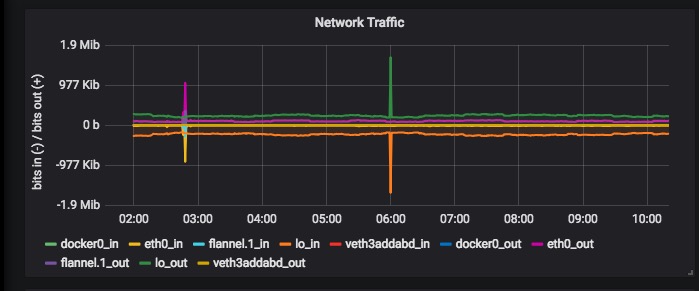 Network Traffic
bits in (-) / bits out (+)
1.9 Mib
977 Kib
0 b
-977 Kib
-1.9 Mib
02:00 03:00 04:00 05:00 06:00 07:00 08:00 09:00 10:00
docker0_in eth0_in flannel.1_in lo_in veth3addabd_in docker0_out eth0_out
flannel.1_out lo_out veth3addabd_out